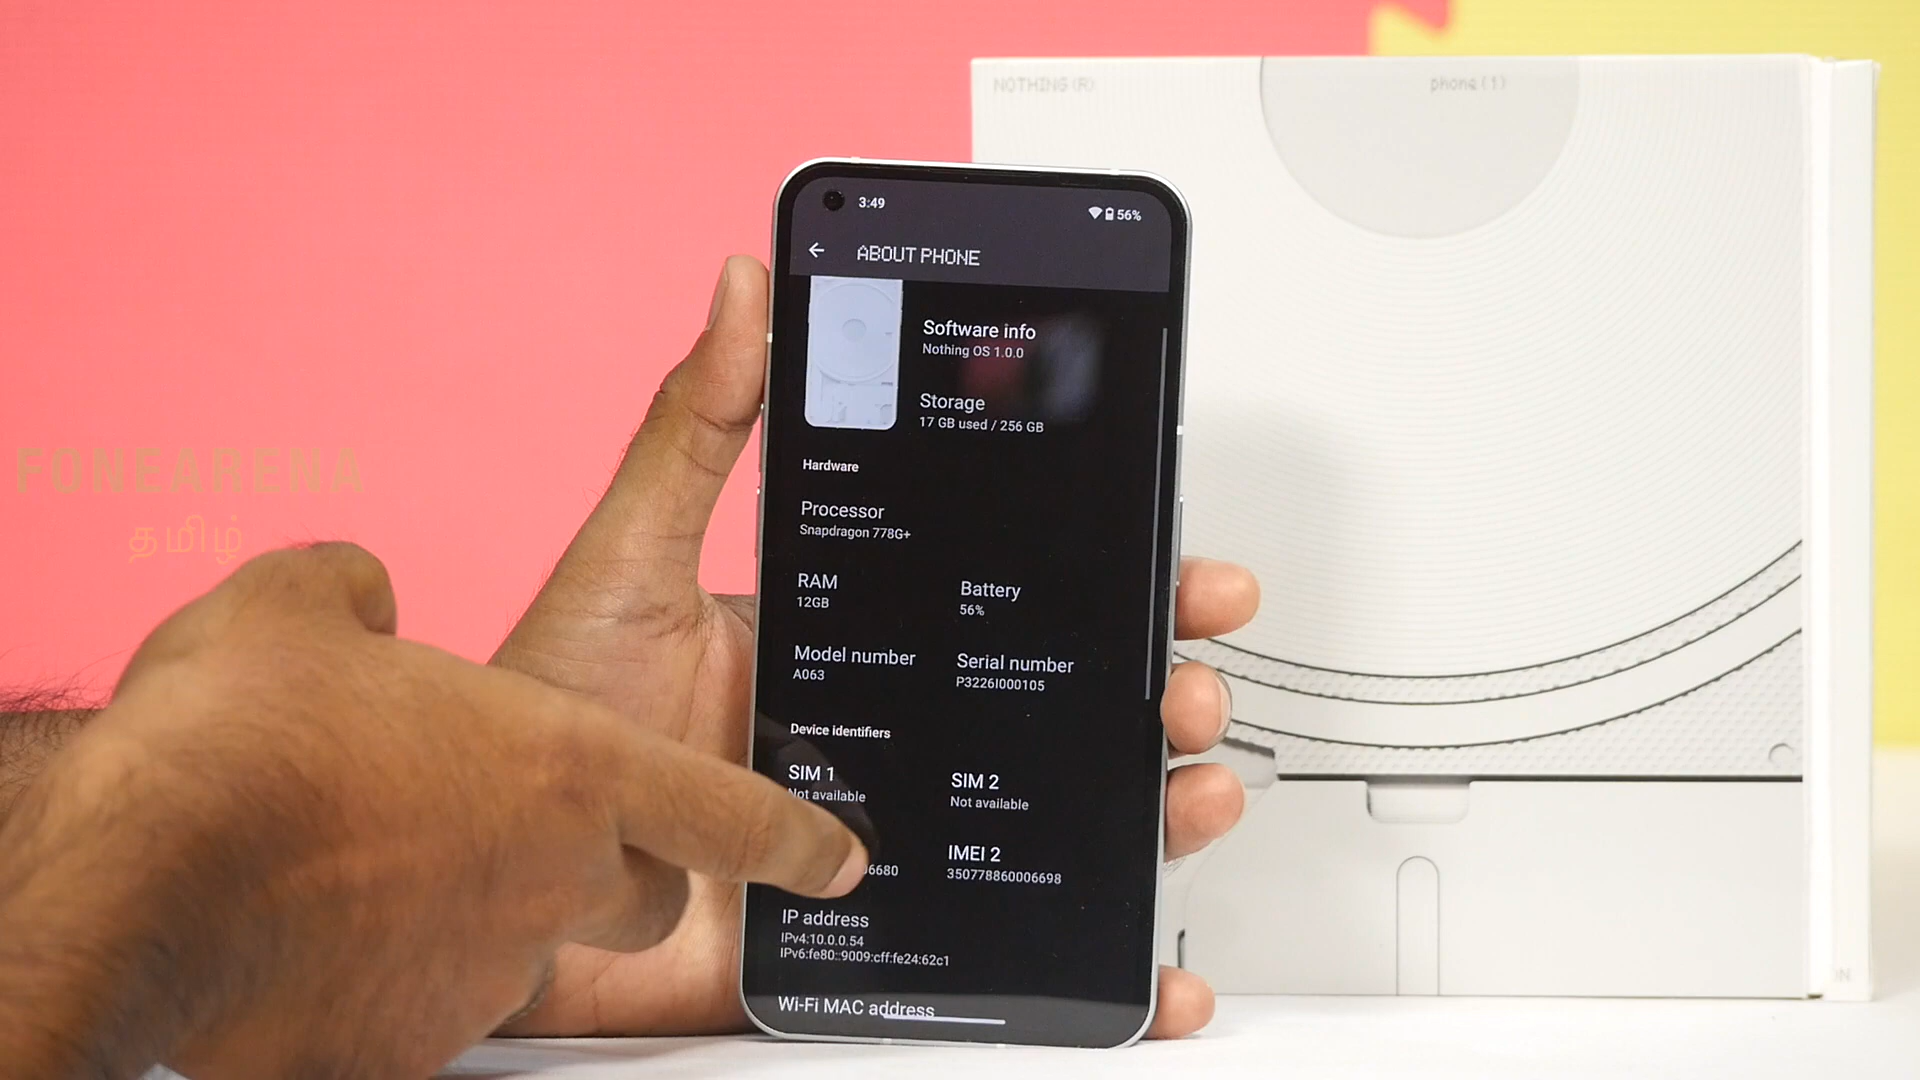 NOTHING(R)
phone(1)
3:49
56%
ABOUT PHONE
Software info
Nothing OS 1.0.0
Storage
17 GB used / 256 GB
Hardware
Processor
Snapdragon 778G+
RAM
12GB
Battery
56%
Model number
A063
Serial number
P3226I000105
Device identifiers
SIM 1
Not available
SIM 2
Not available
6680
IMEI 2
350778860006698
IP address
IPv4:10.0.0.54
IPv6:fe80::9009:cff:fe24:62c1
Wi-Fi MAC address
FONEARENA
தமிழ்